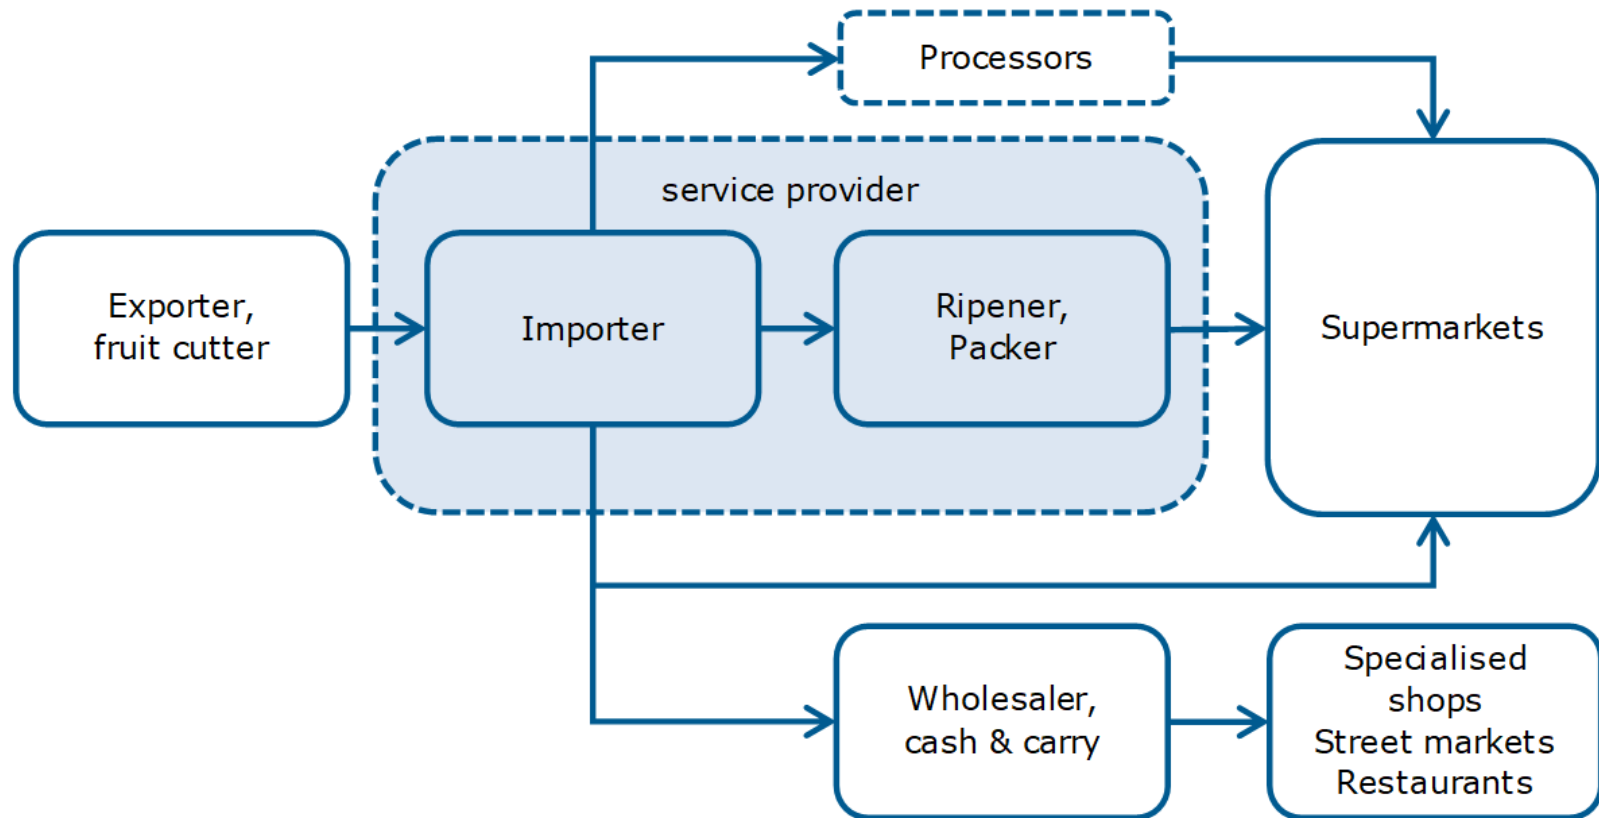 Processors
service provider
Exporter,
fruit cutter
Importer
Ripener,
Packer
Supermarkets
Wholesaler,
cash & carry
Specialised
shops
Street markets
Restaurants